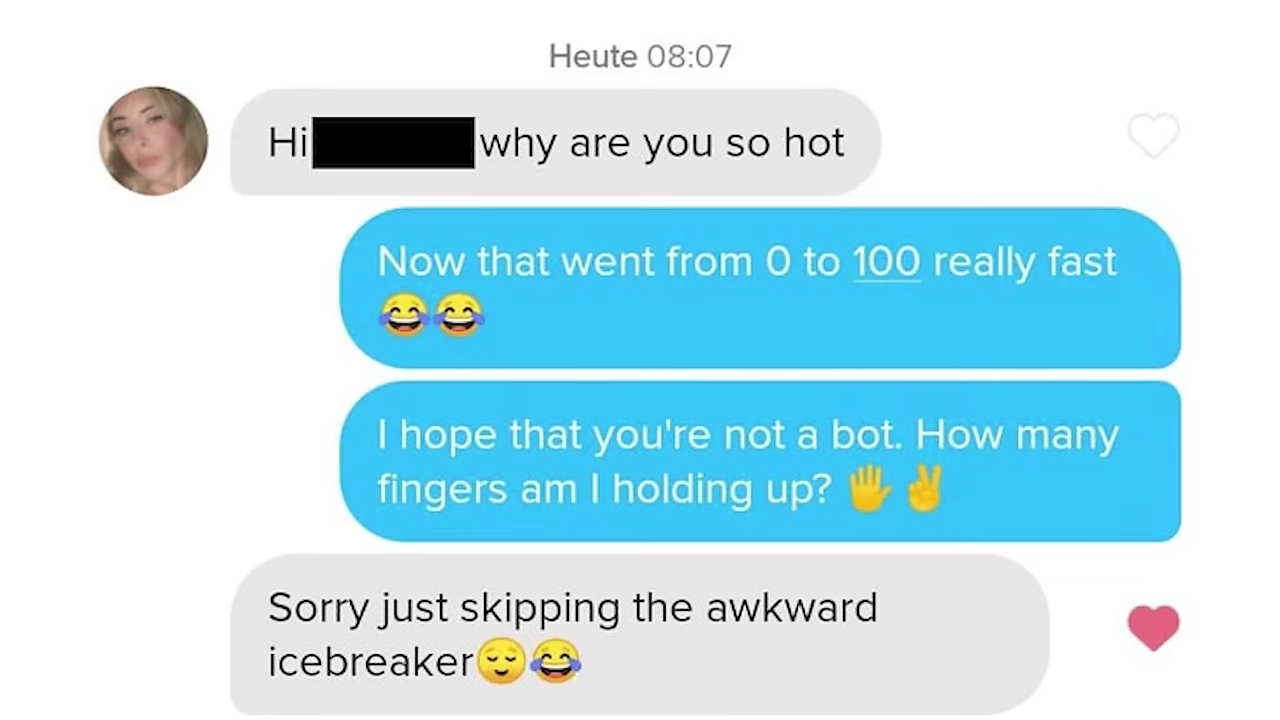 Heute 08:07
Hi why are you so hot
Now that went from 0 to 100 really fast
😂😂
I hope that you're not a bot. How many
fingers am I holding up? 🖐✌
Sorry just skipping the awkward
icebreaker😌😂